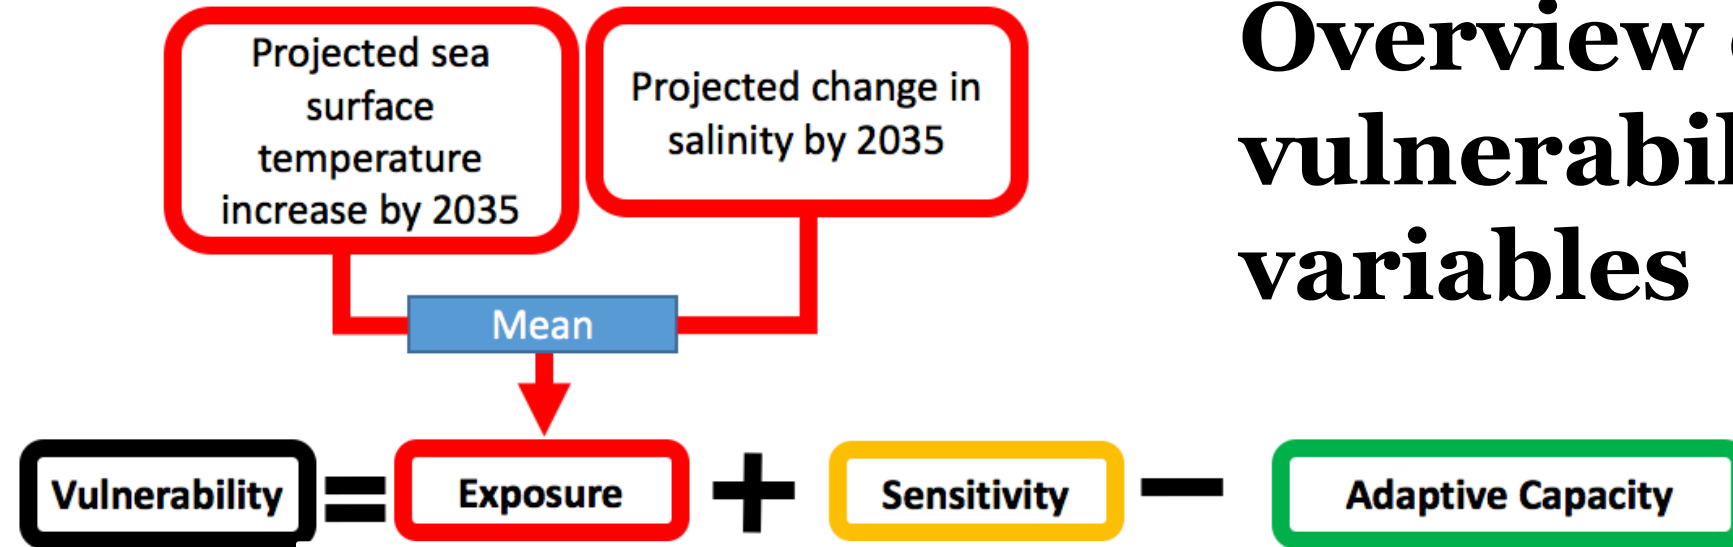 Projected sea
surface
temperature
increase by 2035
Projected change in
salinity by 2035
Overview
variables
Mean
Vulnerability = Exposure + Sensitivity – Adaptive Capacity